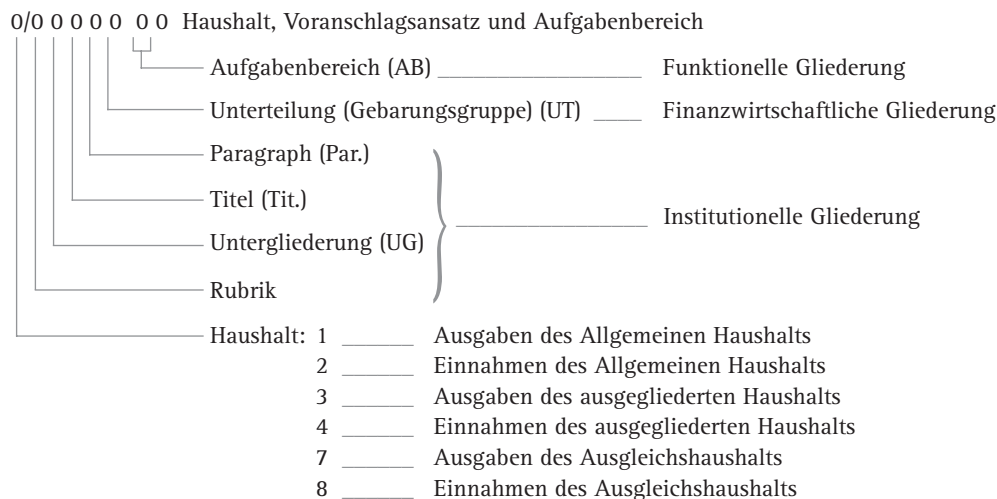 0/0 0 0 0 0 0 0 Haushalt, Voranschlagsansatz und Aufgabenbereich
Aufgabenbereich (AB) Funktionelle Gliederung
Unterteilung (Gebarungsgruppe) (UT) Finanzwirtschaftliche Gliederung
Paragraph (Par.)
Titel (Tit.)
Institutionelle Gliederung
Untergliederung (UG)
Rubrik
Haushalt: 1 Ausgaben des Allgemeinen Haushalts
2 Einnahmen des Allgemeinen Haushalts
3 Ausgaben des ausgegliederten Haushalts
4 Einnahmen des ausgegliederten Haushalts
7 Ausgaben des Ausgleichshaushalts
8 Einnahmen des Ausgleichshaushalts